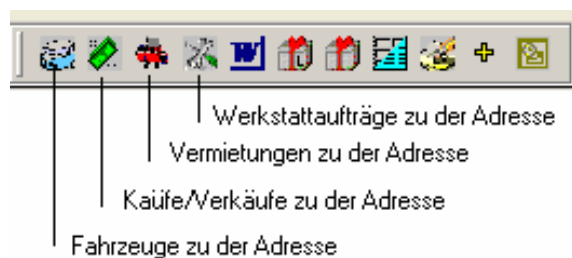 W
Werkstattaufträge zu der Adresse
Vermietungen zu der Adresse
Kaüfe/Verkäufe zu der Adresse
Fahrzeuge zu der Adresse